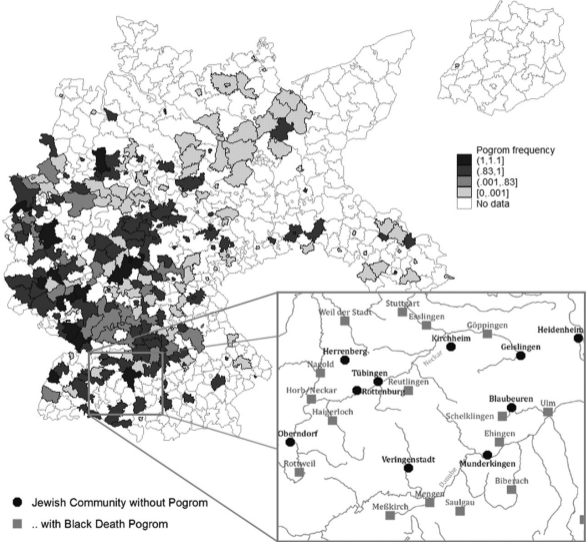 Pogrom frequency
(1,1.1]
(.83,1]
(.001,.83]
[0,.001]
No data
Stuttgart
Weil der Stadt
Esslingen
Göppingen
Heidenheim
Kirchheim
Geislingen
Herrenberg
Neckar
Nagold
Tübingen
Reutlingen
Rottenburg
Horb/Neckar
Blaubeuren
Ulm
Haigerloch
Schelklingen
Ehingen
Oberndorf
Veringenstadt
Munderkingen
Rottweil
Danube
Biberach
Mengen
Saulgau
Meßkirch
Jewish Community without Pogrom
.. with Black Death Pogrom